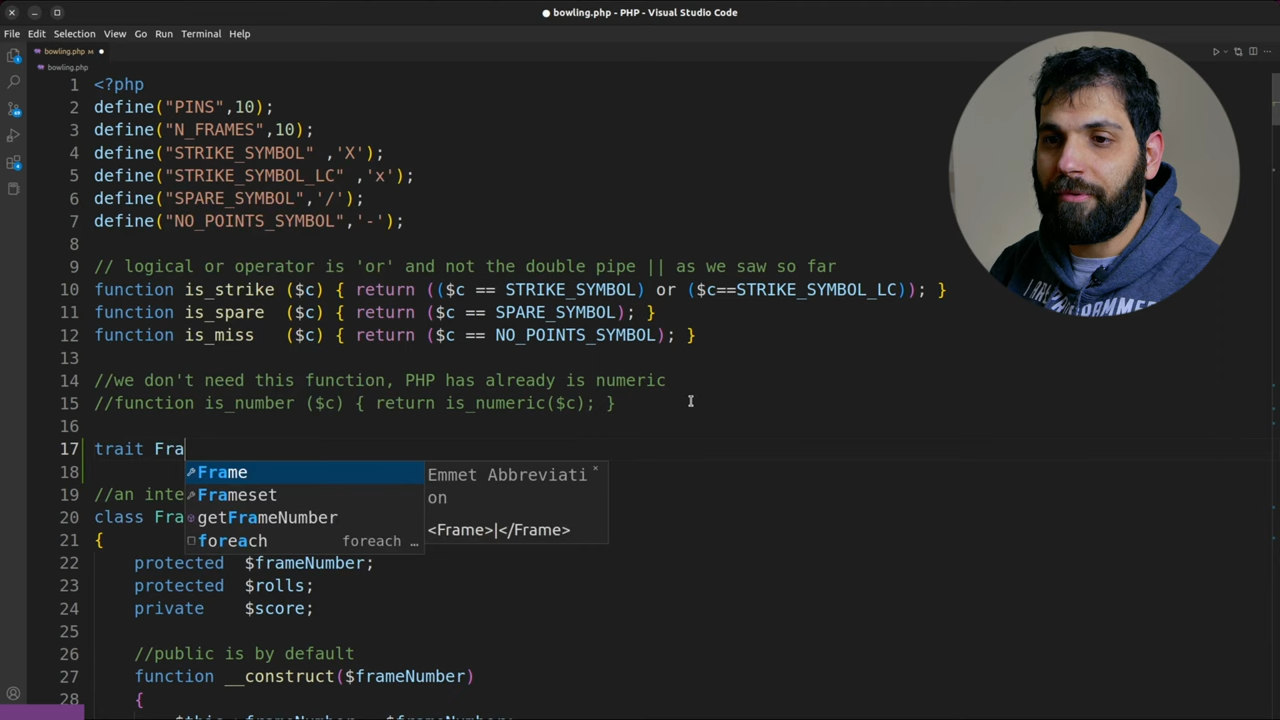 bowling.php - PHP - Visual Studio Code
File Edit Selection View Go Run Terminal Help
bowling.php M
bowling.php
1 <?php
2 define("PINS",10);
3 define("N_FRAMES",10);
4 define("STRIKE_SYMBOL" ,'X');
5 define("STRIKE_SYMBOL_LC" ,'x');
6 define("SPARE_SYMBOL",'/');
7 define("NO_POINTS_SYMBOL",'-');
8
9 // logical or operator is 'or' and not the double pipe || as we saw so far
10 function is_strike ($c) { return (($c == STRIKE_SYMBOL) or ($c==STRIKE_SYMBOL_LC)); }
11 function is_spare ($c) { return ($c == SPARE_SYMBOL); }
12 function is_miss ($c) { return ($c == NO_POINTS_SYMBOL); }
13
14 //we don't need this function, PHP has already is numeric
15 //function is_number ($c) { return is_numeric($c); }
16
17 trait Fra
18 Frame
Emmet Abbreviati
on
<Frame>|</Frame>
19 //an inte Frameset
20 class Fra getFrameNumber
21 { foreach foreach ...
22 protected $frameNumber;
23 protected $rolls;
24 private $score;
25
26 //public is by default
27 function __construct($frameNumber)
28 {